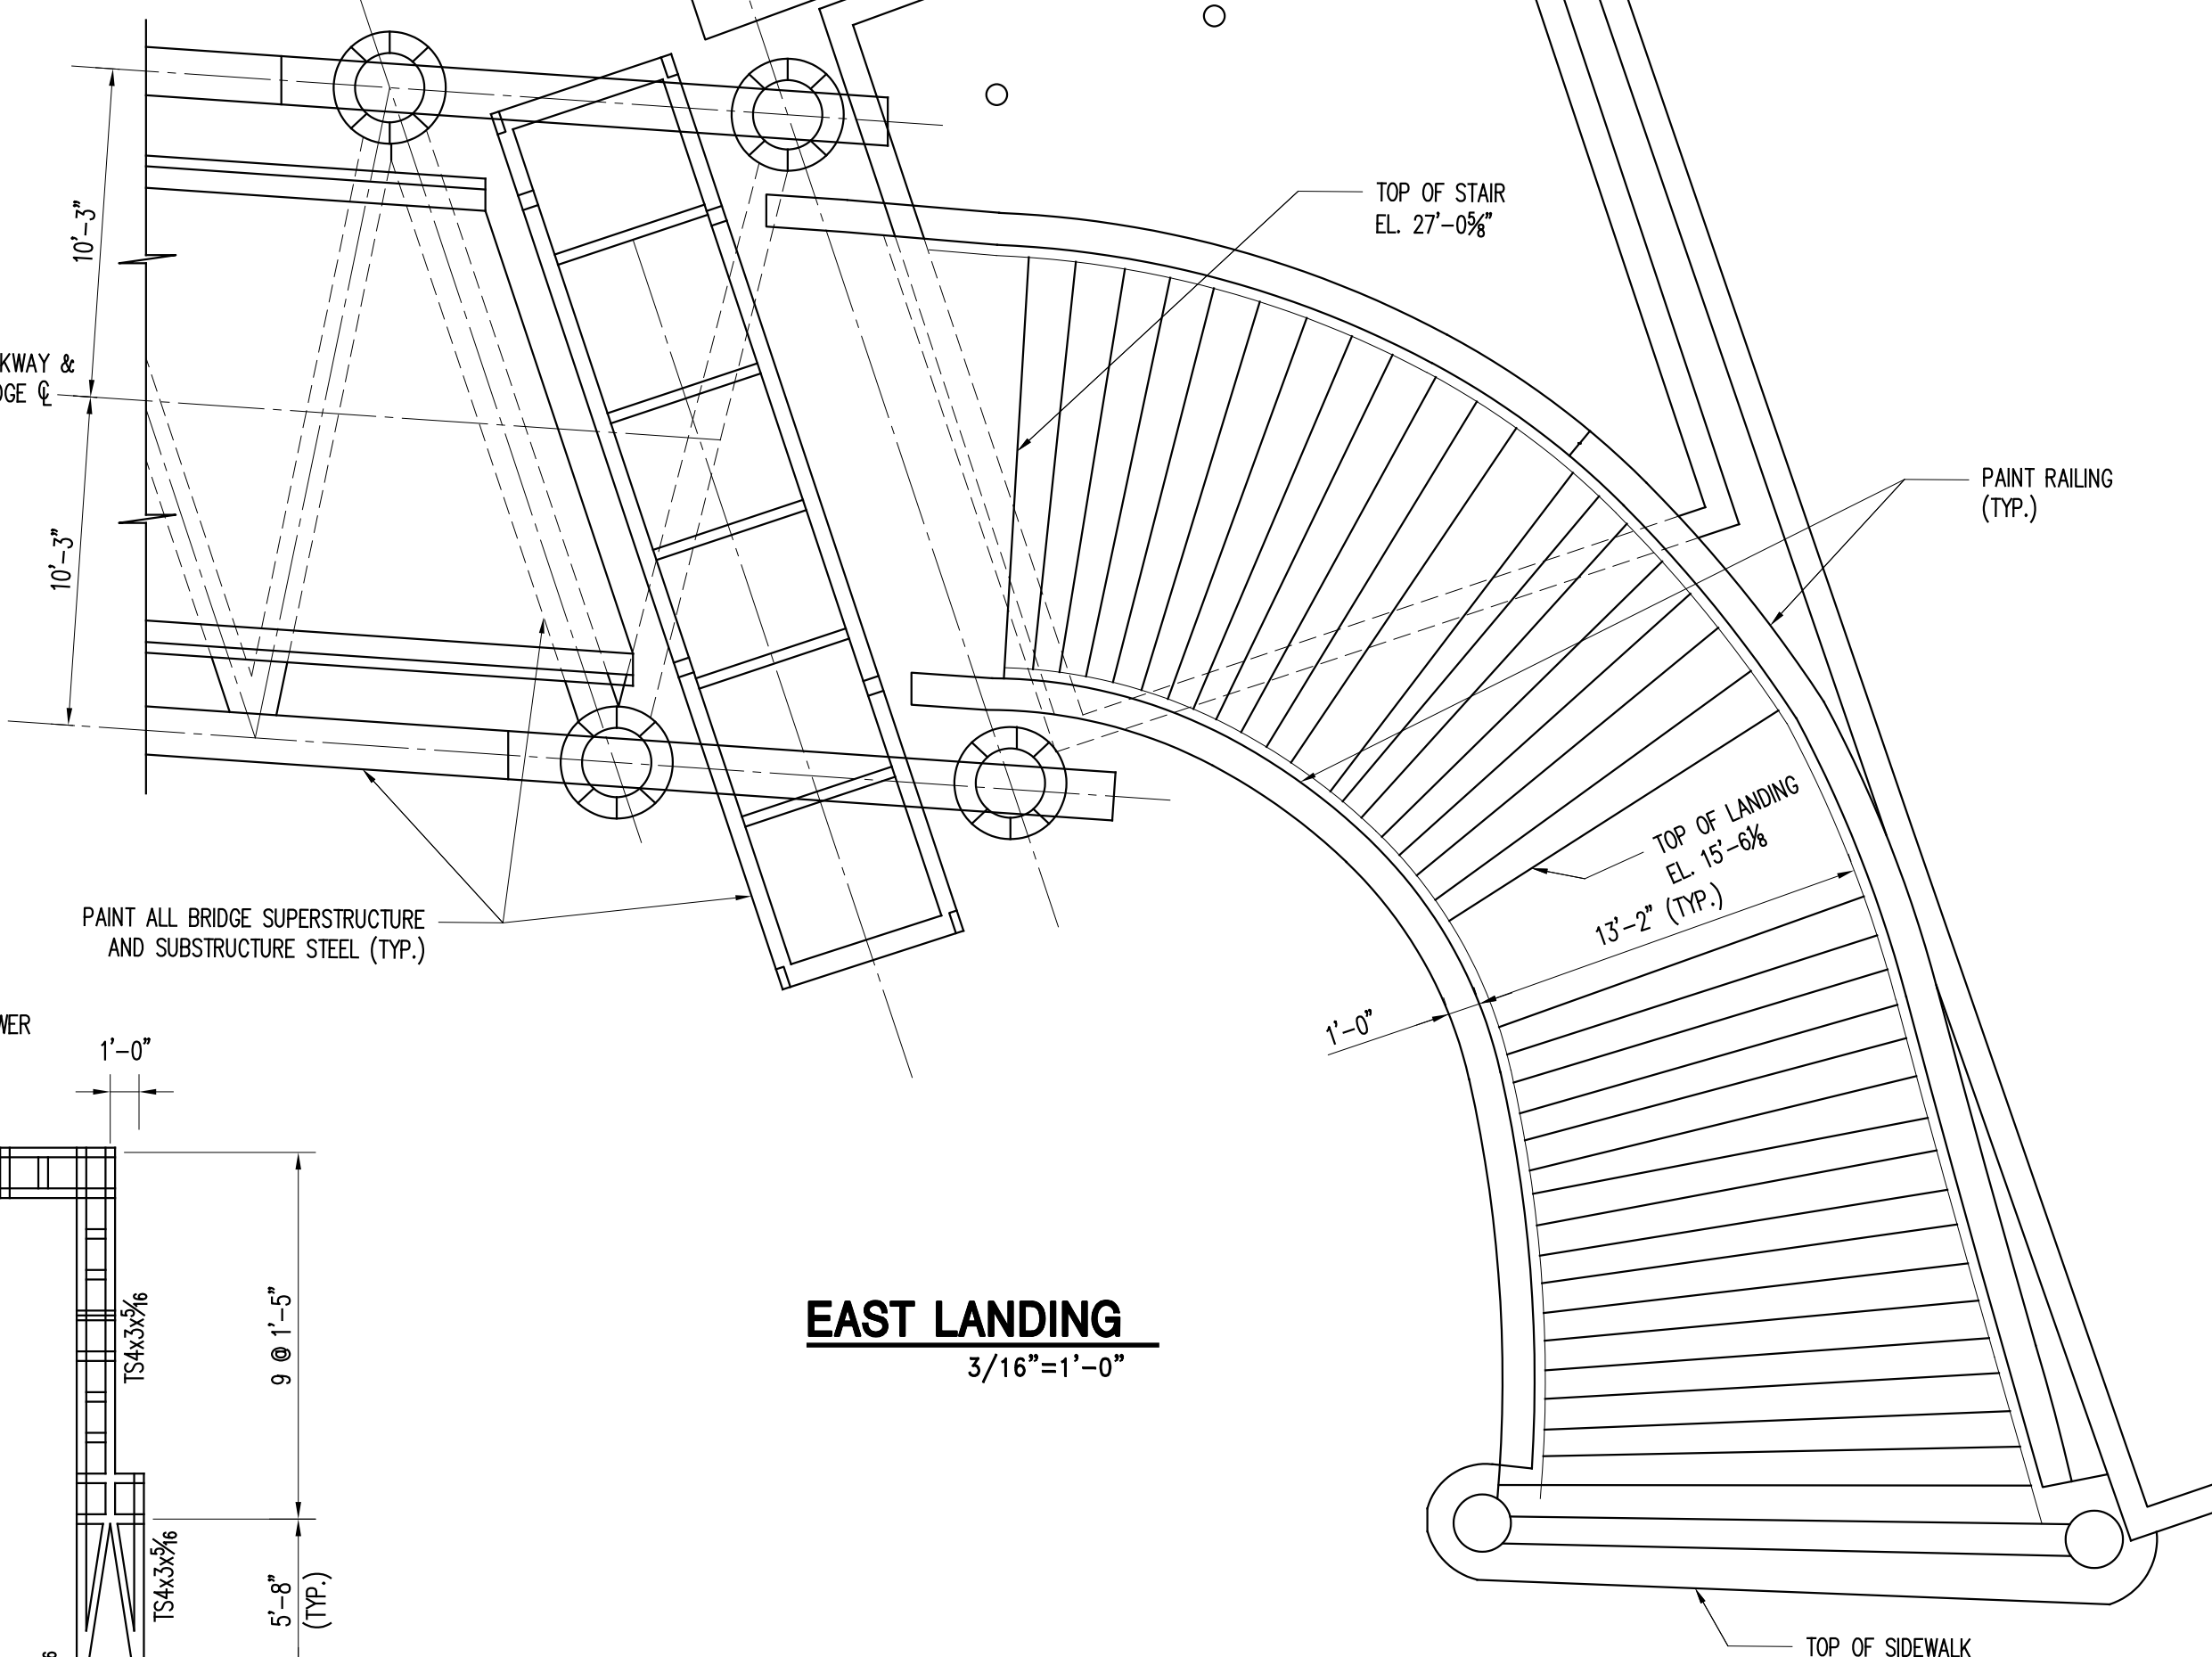 10'-3"
KWAY &
10'-3"
TOP OF STAIR
EL. 27'-0⅝"
PAINT RAILING
(TYP.)
TOP OF LANDING
EL. 15'-6⅛
13'-2" (TYP.)
1'-0"
PAINT ALL BRIDGE SUPERSTRUCTURE
AND SUBSTRUCTURE STEEL (TYP.)
1'-0"
TS4x3x5/16
9 @ 1'-5"
TS4x3x5/16
5'-8"
(TYP.)
EAST LANDING
3/16"=1'-0"
TOP OF SIDEWALK